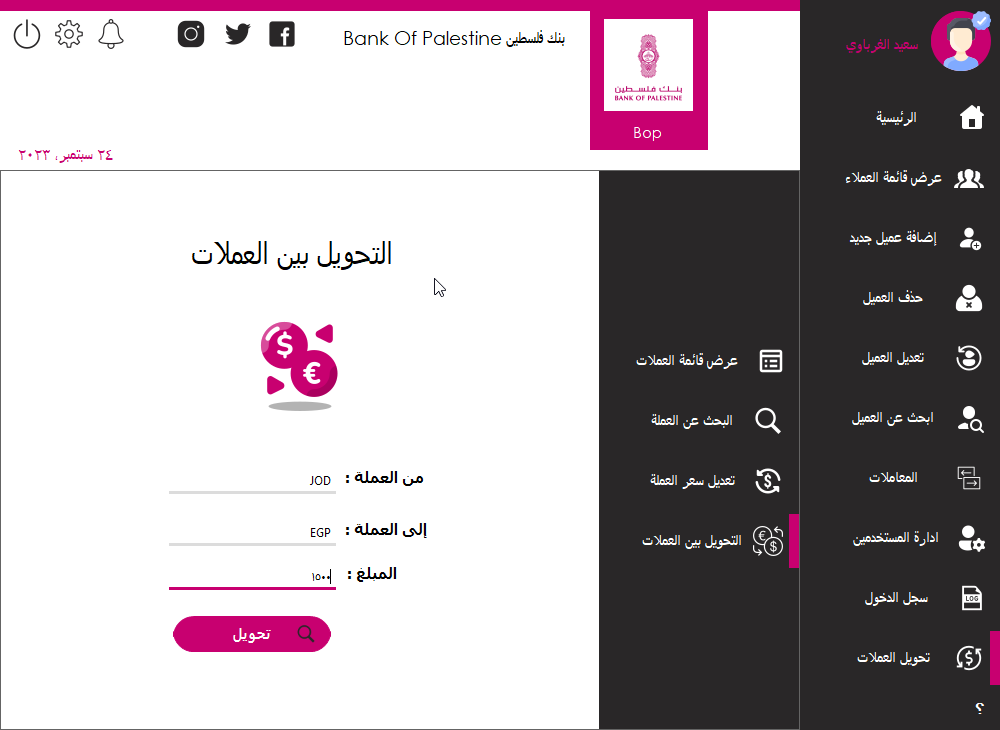 سعيد الغرباوي
الرئيسية
عرض قائمة العملاء
إضافة عميل جديد
حذف العميل
تعديل العميل
ابحث عن العميل
المعاملات
ادارة المستخدمين
سجل الدخول
LOG
تحويل العملات
؟
بنك فلسطين Bank Of Palestine
بنك فلسطين
BANK OF PALESTINE
Bop
٢٤ سبتمبر، ٢٠٢٣
عرض قائمة العملات
البحث عن العملة
تعديل سعر العملة
التحويل بين العملات
التحويل بين العملات
من العملة : JOD
إلى العملة : EGP
المبلغ : ١٥٠٠
تحويل